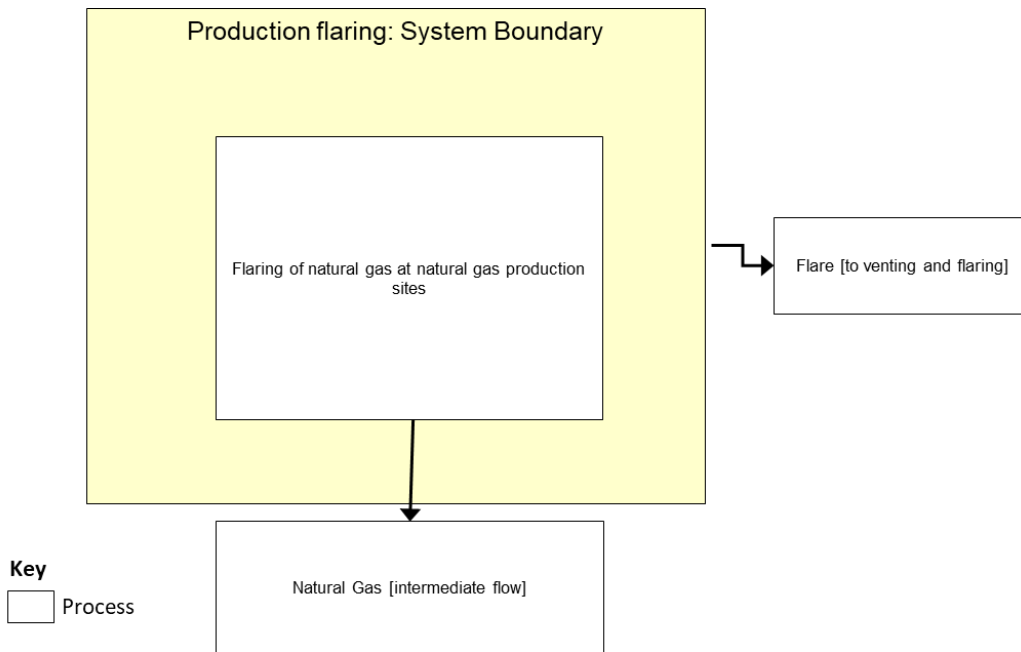 Production flaring: System Boundary
Flaring of natural gas at natural gas production
sites
Flare [to venting and flaring]
Natural Gas [intermediate flow]
Key
Process